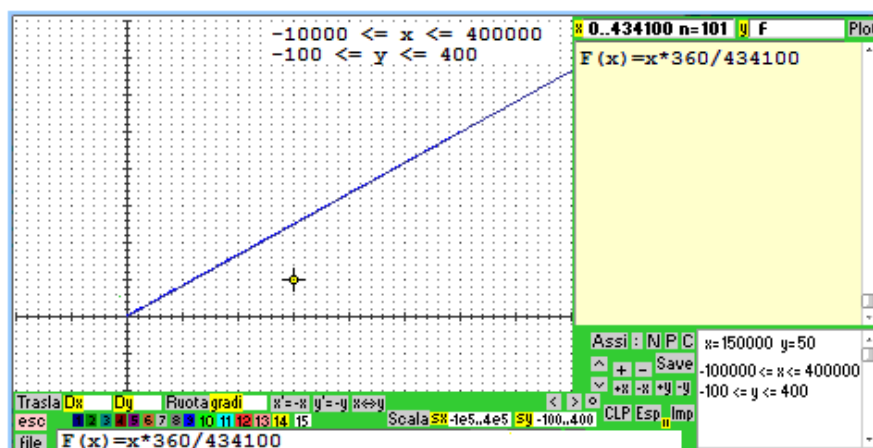 -10000 <= x <= 400000
-100 <= y <= 400
x 0..434100 n=101 y F Plot
F(x)=x*360/434100
Assi : N P C
^ + - Save
v +x -x +y -y
CLP Esp Imp
x=150000 y=50
-100000 <= x <= 400000
-100 <= y <= 400
Trasla Dx Dy Ruota gradi x'=-x y'=-y x<=>y < > o
esc 1 2 3 4 5 6 7 8 9 10 11 12 13 14 15 Scala sx -1e5..4e5 sy -100..400
file F(x)=x*360/434100